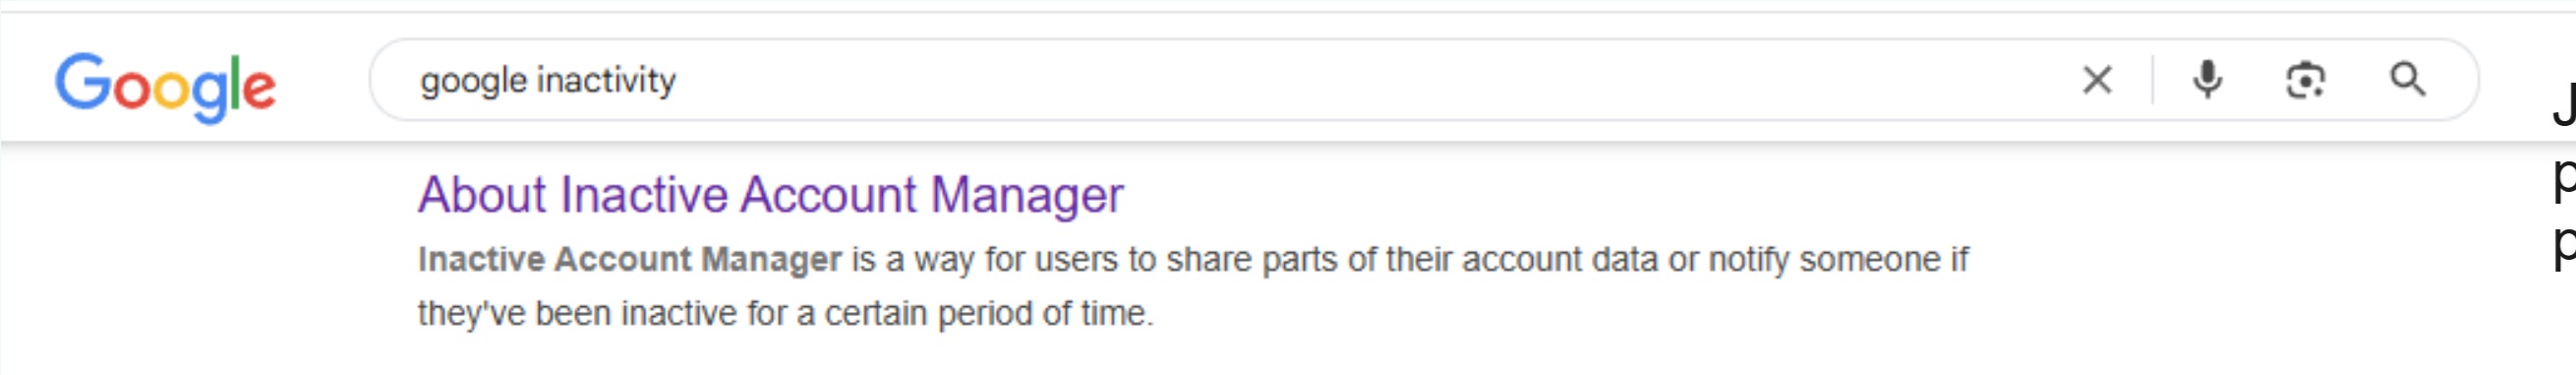 Google
google inactivity
About Inactive Account Manager
Inactive Account Manager is a way for users to share parts of their account data or notify someone if
they've been inactive for a certain period of time.